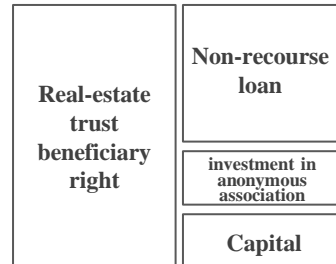 Real-estate
trust
beneficiary
right
Non-recourse
loan
investment in
anonymous
association
Capital